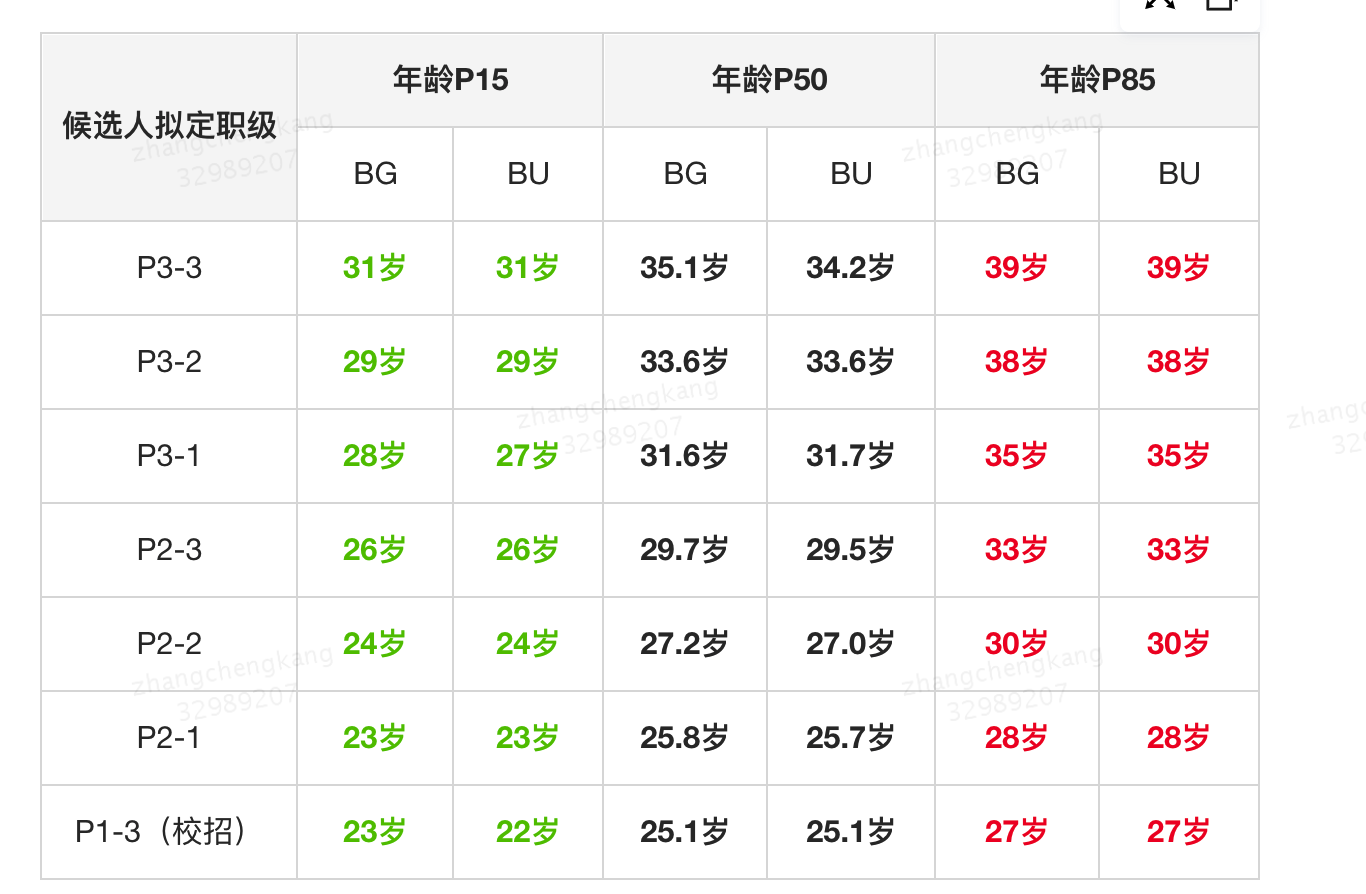 候选人拟定职级 年龄P15 年龄P50 年龄P85
BG BU BG BU BG BU
P3-3 31岁 31岁 35.1岁 34.2岁 39岁 39岁
P3-2 29岁 29岁 33.6岁 33.6岁 38岁 38岁
P3-1 28岁 27岁 31.6岁 31.7岁 35岁 35岁
P2-3 26岁 26岁 29.7岁 29.5岁 33岁 33岁
P2-2 24岁 24岁 27.2岁 27.0岁 30岁 30岁
P2-1 23岁 23岁 25.8岁 25.7岁 28岁 28岁
P1-3（校招） 23岁 22岁 25.1岁 25.1岁 27岁 27岁
zhangchengkang
32989207
zhangchengkang
32989207
zhangchengkang
32989207
zhangchengkang
32989207
zhangchengkang
32989207